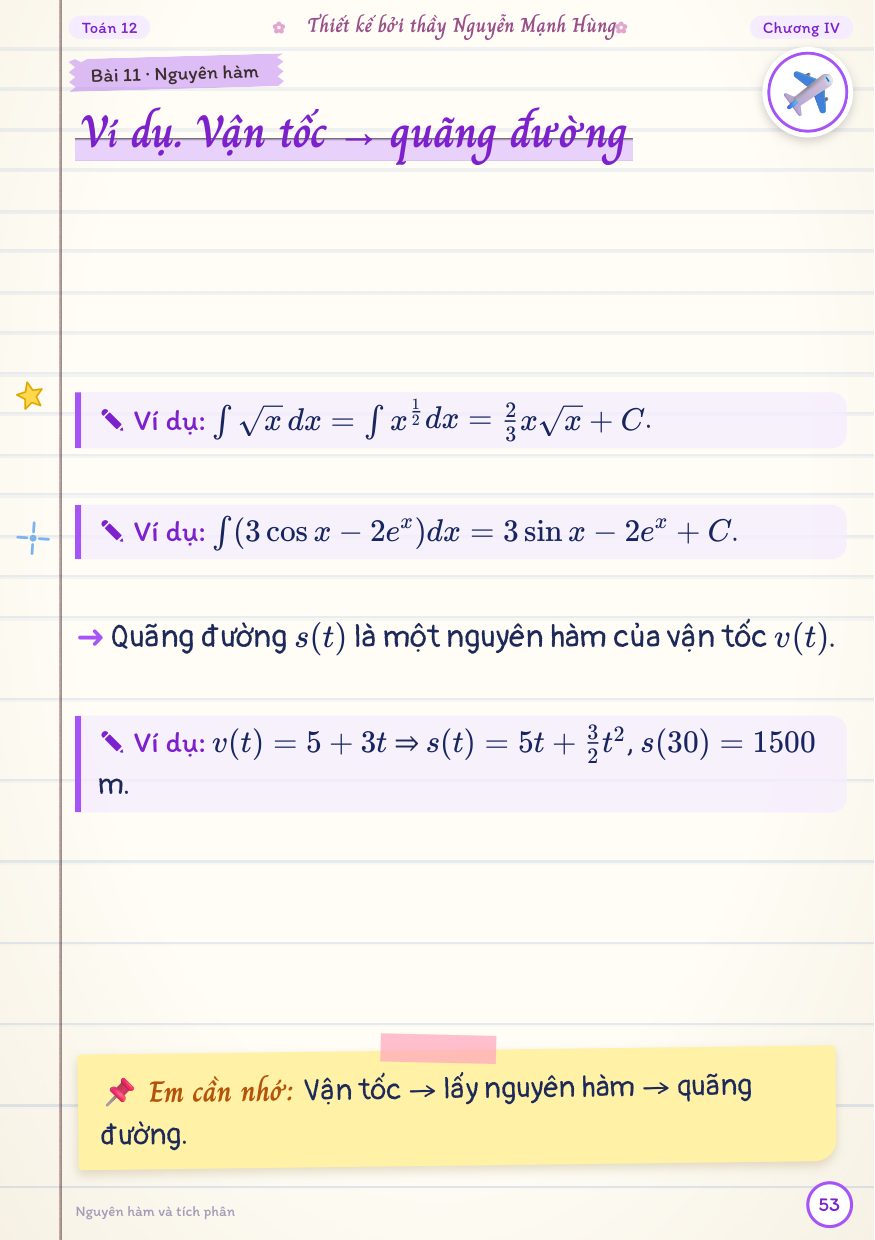 Toán 12
Thiết kế bởi thầy Nguyễn Mạnh Hùng
Chương IV
Bài 11 · Nguyên hàm
Ví dụ. Vận tốc → quãng đường
Ví dụ: ∫ √x dx = ∫ x^{1/2} dx = 2/3 x√x + C.
Ví dụ: ∫(3 cos x − 2e^x)dx = 3 sin x − 2e^x + C.
→ Quãng đường s(t) là một nguyên hàm của vận tốc v(t).
Ví dụ: v(t) = 5 + 3t ⇒ s(t) = 5t + 3/2 t², s(30) = 1500
m.
Em cần nhớ: Vận tốc → lấy nguyên hàm → quãng
đường.
Nguyên hàm và tích phân
53